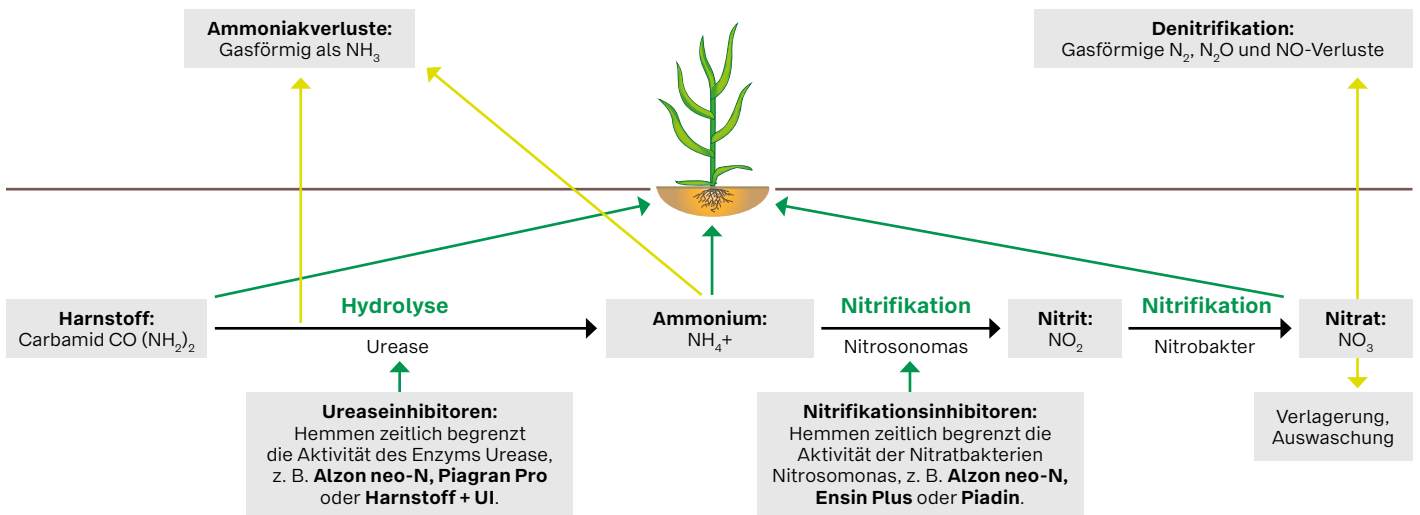 Ammoniakverluste:
Gasförmig als NH₃
Denitrifikation:
Gasförmige N₂, N₂O und NO-Verluste
Harnstoff:
Carbamid CO (NH₂)₂
Hydrolyse
Urease
Ammonium:
NH₄+
Nitrifikation
Nitrosonomas
Nitrit:
NO₂
Nitrifikation
Nitrobakter
Nitrat:
NO₃
Ureaseinhibitoren:
Hemmen zeitlich begrenzt
die Aktivität des Enzyms Urease,
z. B. Alzon neo-N, Piagran Pro
oder Harnstoff + UI.
Nitrifikationsinhibitoren:
Hemmen zeitlich begrenzt die
Aktivität der Nitratbakterien
Nitrosomonas, z. B. Alzon neo-N,
Ensin Plus oder Piadin.
Verlagerung,
Auswaschung